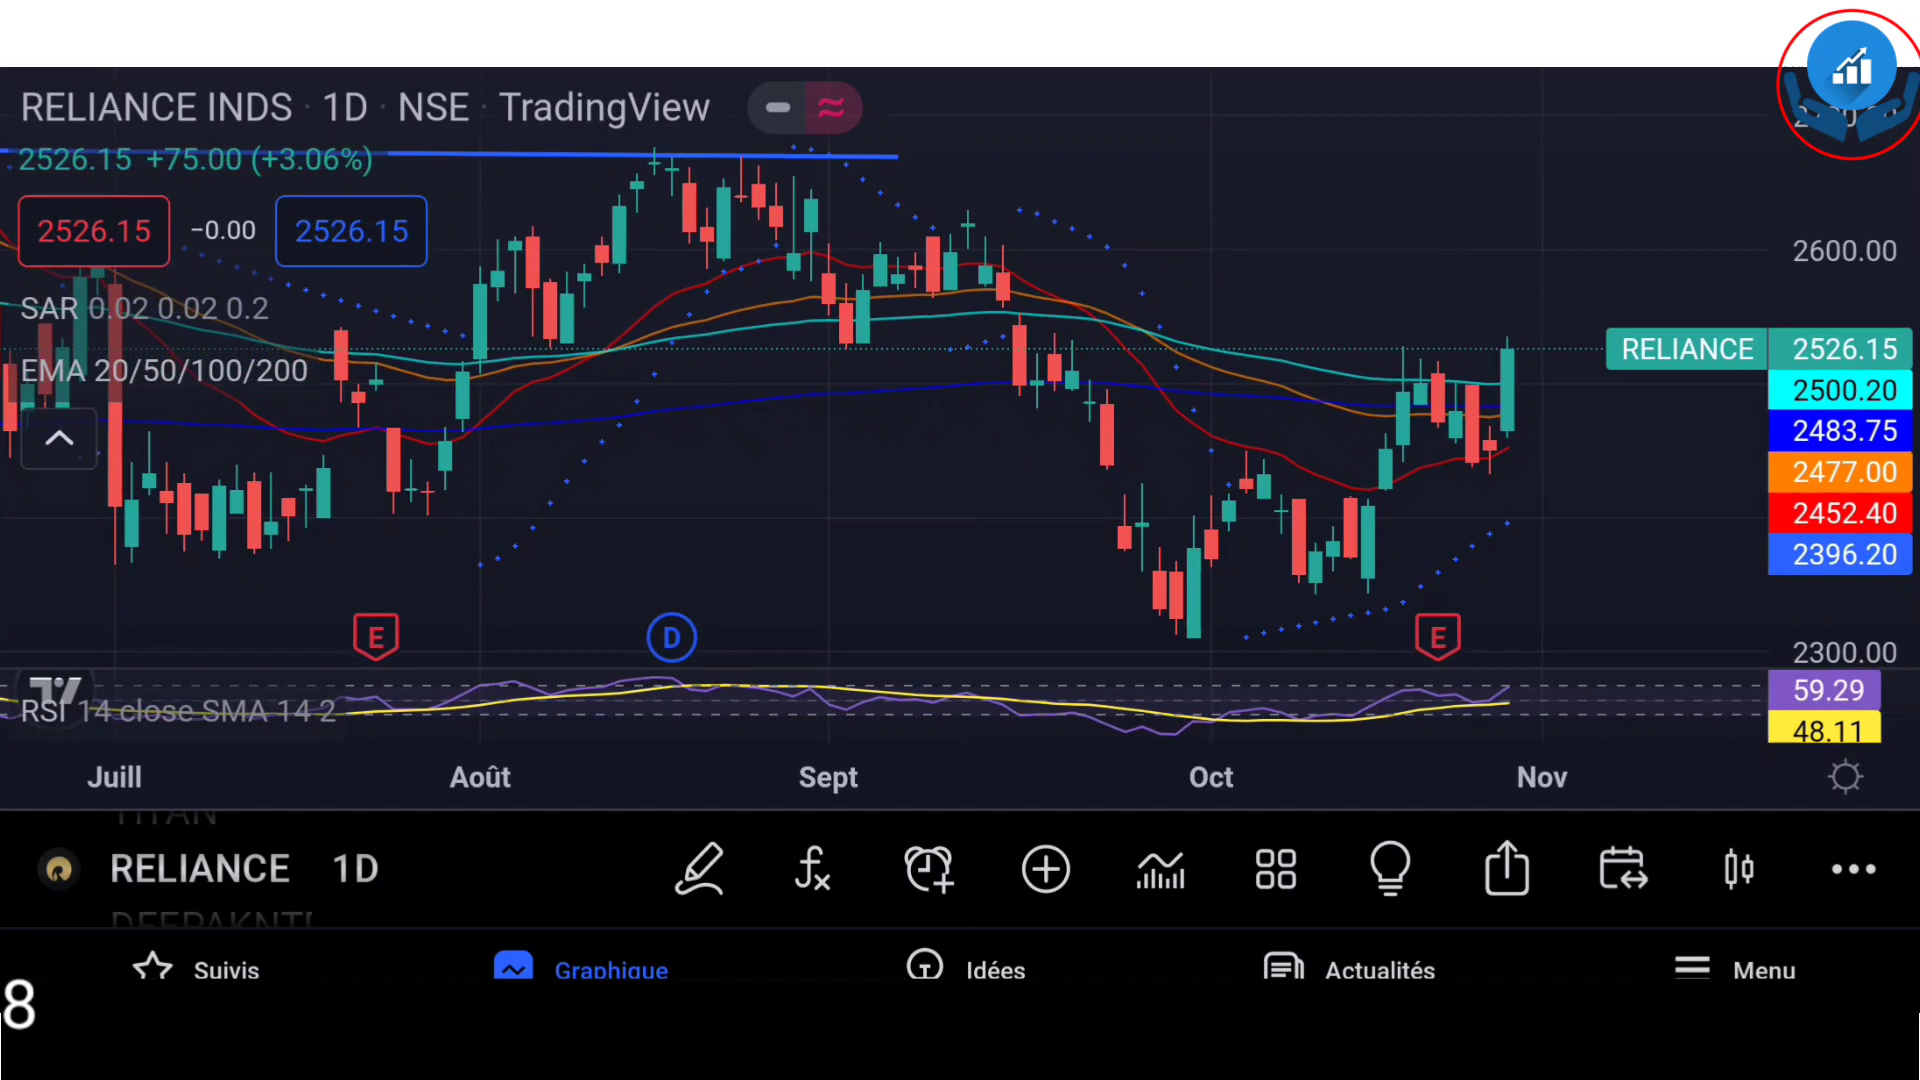 RELIANCE INDS · 1D · NSE · TradingView
2526.15 +75.00 (+3.06%)
2526.15 −0.00 2526.15
2600.00
SAR 0.02 0.02 0.2
RELIANCE 2526.15
EMA 20/50/100/200
2500.20
2483.75
2477.00
2452.40
2396.20
E D E
2300.00
59.29
RSI 14 close SMA 14 2
48.11
Juill Août Sept Oct Nov
TITAN
RELIANCE 1D
DEEPAKNTR
Suivis Graphique Idées Actualités Menu
8